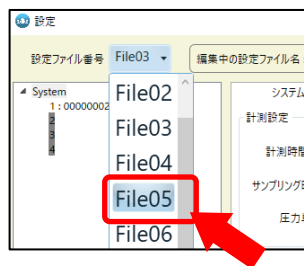 設定
設定ファイル番号 File03 編集中の設定ファイル名:
System
1 : 00000002
2
3
4
File02
File03
File04
File05
File06
システム
計測設定
計測時間
サンプリング
圧力